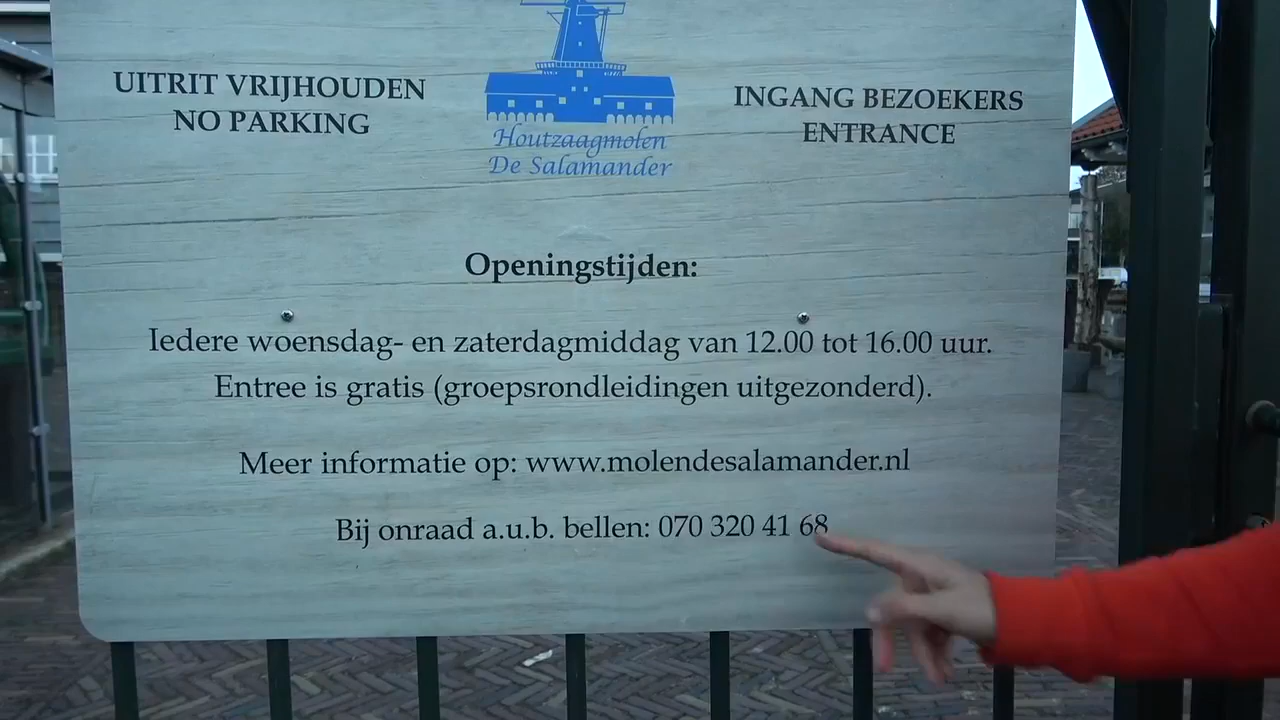 UITRIT VRIJHOUDEN
NO PARKING
Houtzaagmolen
De Salamander
INGANG BEZOEKERS
ENTRANCE
Openingstijden:
Iedere woensdag- en zaterdagmiddag van 12.00 tot 16.00 uur.
Entree is gratis (groepsrondleidingen uitgezonderd).
Meer informatie op: www.molendesalamander.nl
Bij onraad a.u.b. bellen: 070 320 41 68